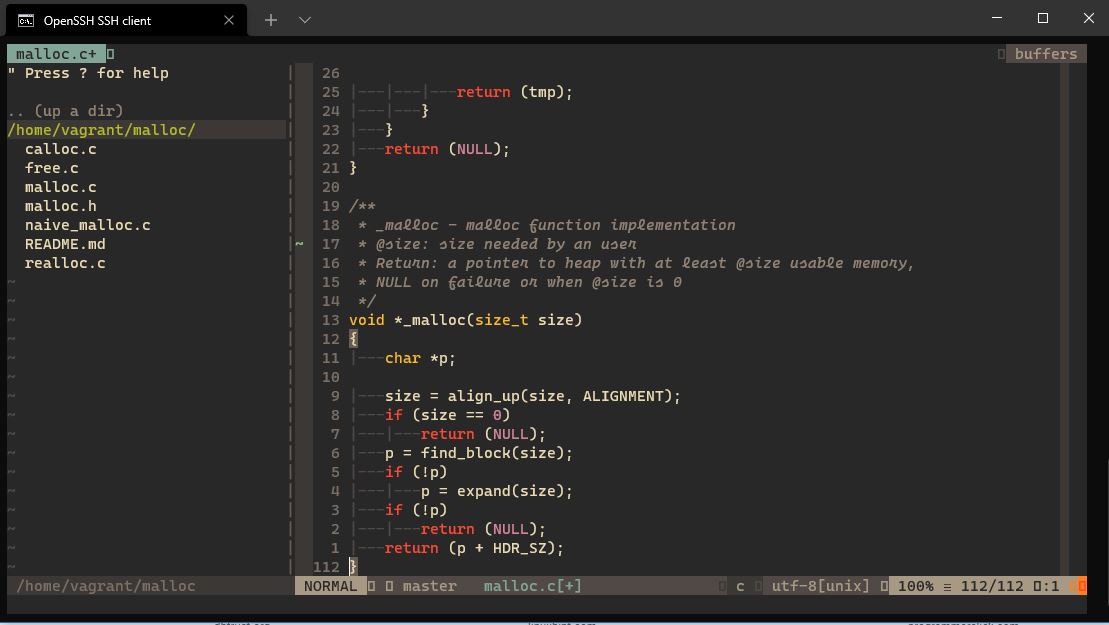 OpenSSH SSH client
malloc.c+
buffers
" Press ? for help
.. (up a dir)
/home/vagrant/malloc/
calloc.c
free.c
malloc.c
malloc.h
naive_malloc.c
README.md
realloc.c
/home/vagrant/malloc
26
25 |---|---|---return (tmp);
24 |---|---}
23 |---}
22 |---return (NULL);
21 }
20
19 /**
18  * _malloc - malloc function implementation
~ 17  * @size: size needed by an user
16  * Return: a pointer to heap with at least @size usable memory,
15  * NULL on failure or when @size is 0
14  */
13 void *_malloc(size_t size)
12 {
11 |---char *p;
10
9 |---size = align_up(size, ALIGNMENT);
8 |---if (size == 0)
7 |---|---return (NULL);
6 |---p = find_block(size);
5 |---if (!p)
4 |---|---p = expand(size);
3 |---if (!p)
2 |---|---return (NULL);
1 |---return (p + HDR_SZ);
112 }
NORMAL master malloc.c[+] c utf-8[unix] 100% ≡ 112/112 :1